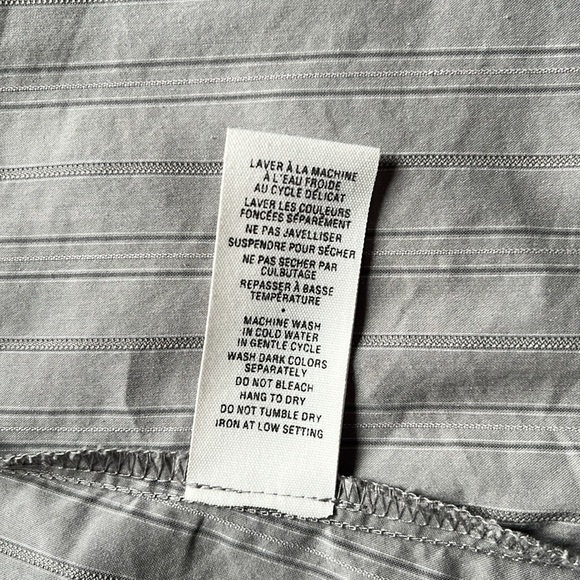 LAVER À LA MACHINE
À L'EAU FROIDE
AU CYCLE DÉLICAT
LAVER LES COULEURS
FONCÉES SÉPARÉMENT
NE PAS JAVELLISER
SUSPENDRE POUR SÉCHER
NE PAS SÉCHER PAR
CULBUTAGE
REPASSER À BASSE
TEMPÉRATURE
•
MACHINE WASH
IN COLD WATER
IN GENTLE CYCLE
WASH DARK COLORS
SEPARATELY
DO NOT BLEACH
HANG TO DRY
DO NOT TUMBLE DRY
IRON AT LOW SETTING